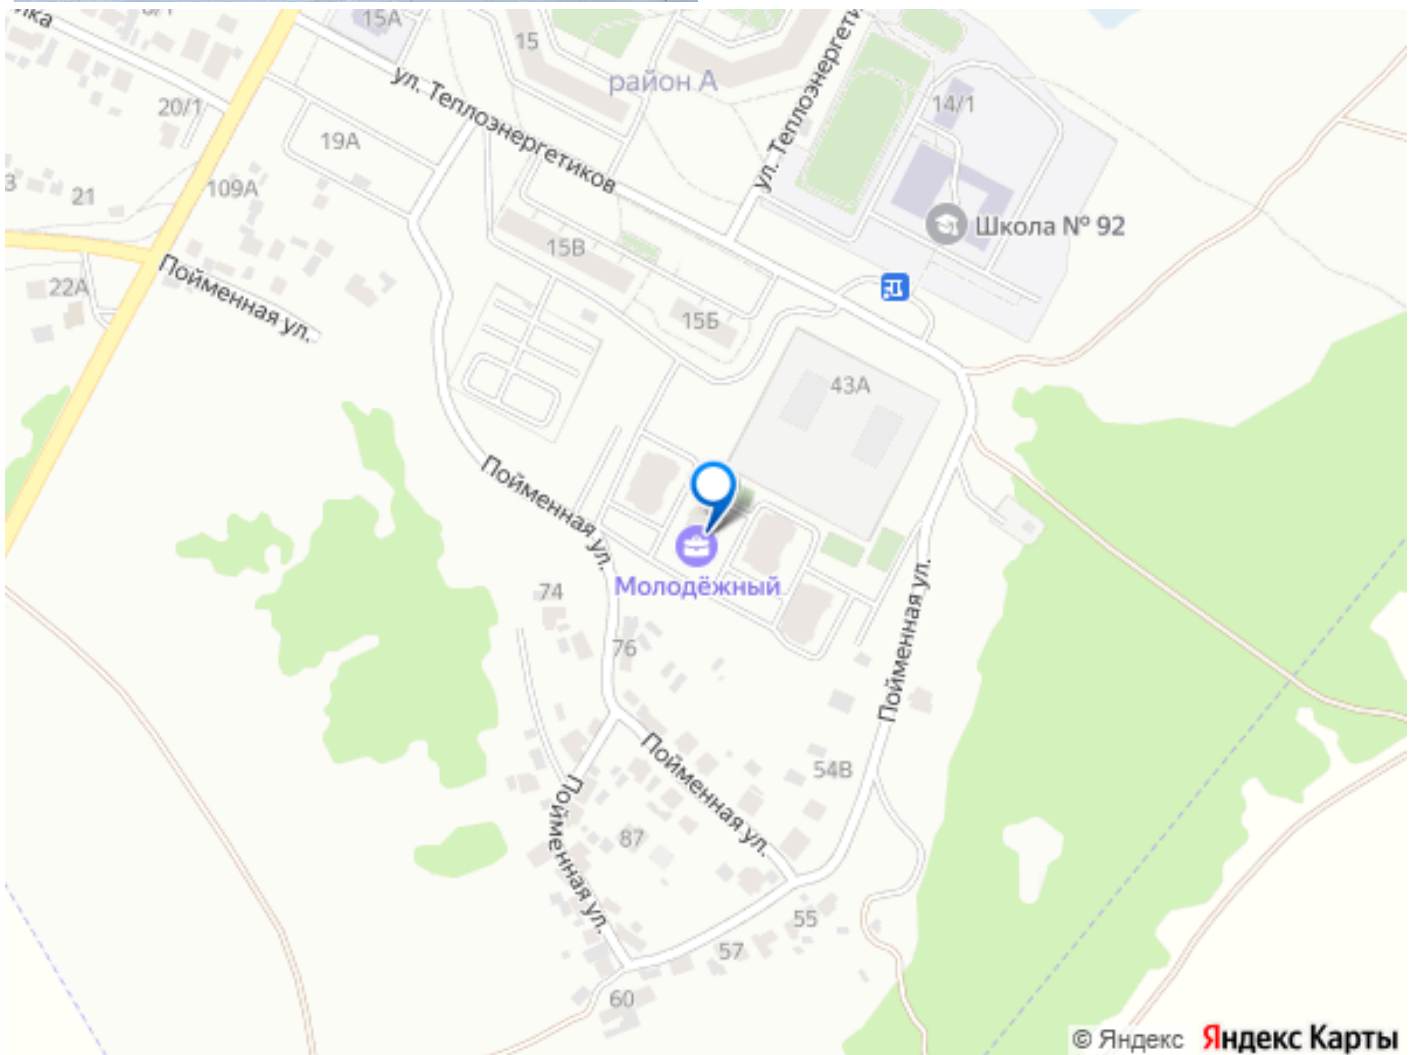 15А
15
район А
ул. Теплоэнергетиков
20/1
14/1
19А
21
109А
Школа № 92
15В
Пойменная ул.
22А
15Б
43А
Пойменная ул.
Молодёжный
74
76
Пойменная ул.
Пойменная ул.
54В
Пойменная ул.
87
55
57
60
© Яндекс Яндекс Карты